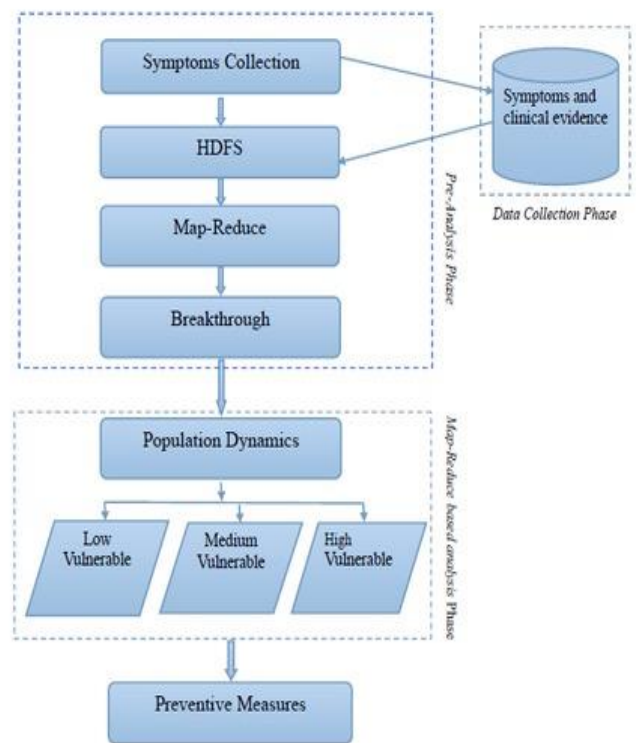 Symptoms Collection
Symptoms and
clinical evidence
HDFS
Map-Reduce
Breakthrough
Pre-Analysis Phase
Data Collection Phase
Population Dynamics
Low
Vulnerable
Medium
Vulnerable
High
Vulnerable
Map-Reduce based analysis Phase
Preventive Measures